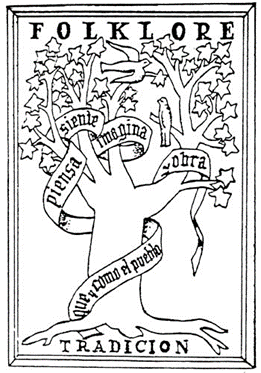 FOLKLORE
que y como el pueblo
piensa
siente
imagina
y obra
TRADICION